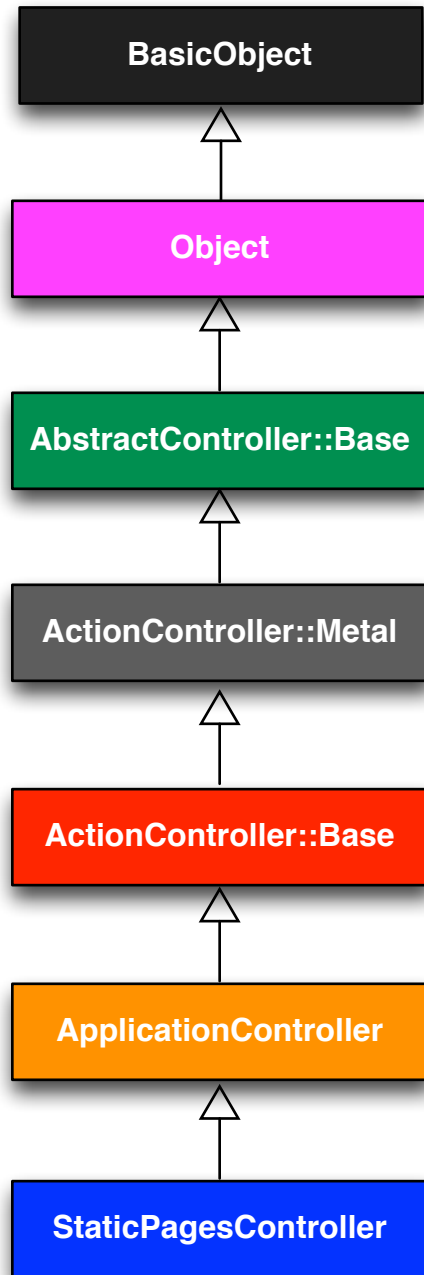 BasicObject
Object
AbstractController::Base
ActionController::Metal
ActionController::Base
ApplicationController
StaticPagesController